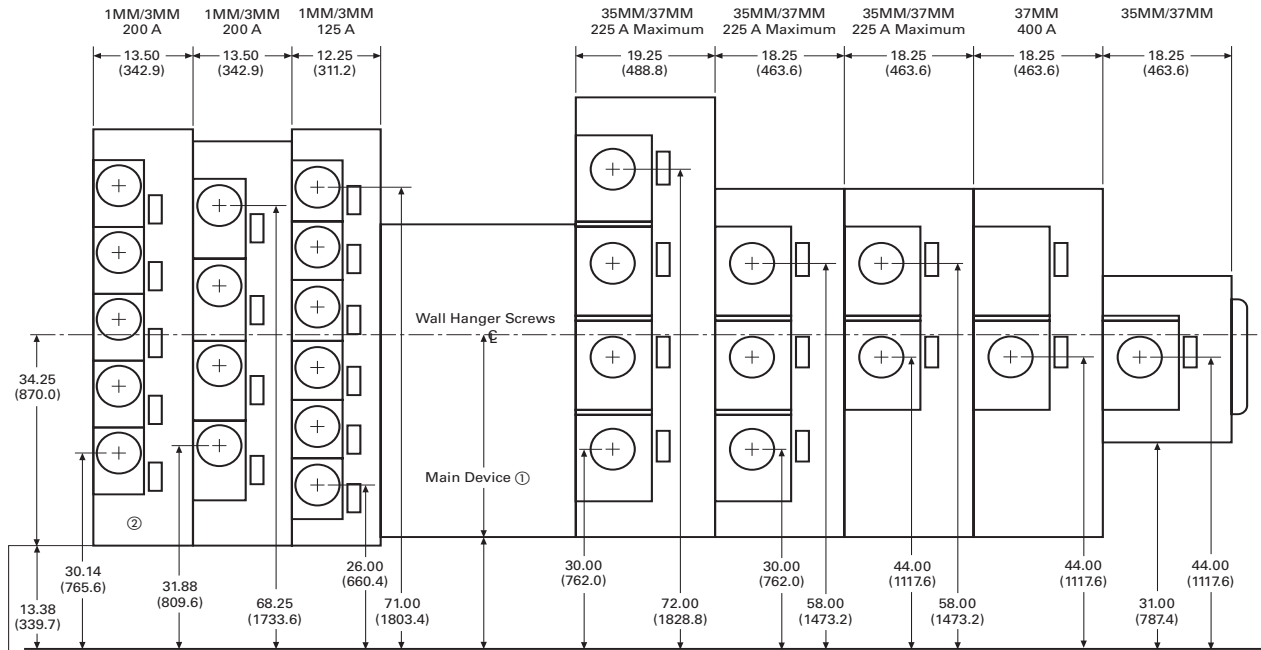 1MM/3MM
200 A
1MM/3MM
200 A
1MM/3MM
125 A
35MM/37MM
225 A Maximum
35MM/37MM
225 A Maximum
35MM/37MM
225 A Maximum
37MM
400 A
35MM/37MM
13.50
(342.9)
13.50
(342.9)
12.25
(311.2)
19.25
(488.8)
18.25
(463.6)
18.25
(463.6)
18.25
(463.6)
18.25
(463.6)
Wall Hanger Screws
℄
34.25
(870.0)
Main Device ①
②
30.14
(765.6)
31.88
(809.6)
68.25
(1733.6)
26.00
(660.4)
71.00
(1803.4)
30.00
(762.0)
72.00
(1828.8)
30.00
(762.0)
58.00
(1473.2)
44.00
(1117.6)
58.00
(1473.2)
44.00
(1117.6)
31.00
(787.4)
44.00
(1117.6)
13.38
(339.7)